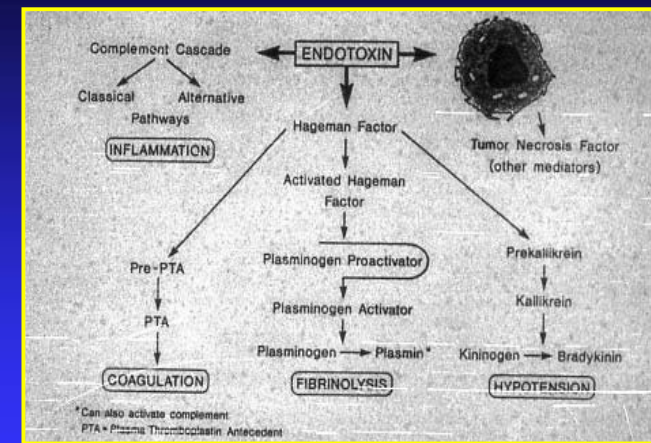 Complement Cascade
ENDOTOXIN
Classical Alternative
Pathways
INFLAMMATION
Hageman Factor
Tumor Necrosis Factor
(other mediators)
Activated Hageman
Factor
Pre-PTA
Plasminogen Proactivator
Prekallikrein
PTA
Plasminogen Activator
Kallikrein
Plasminogen Plasmin*
Kininogen Bradykinin
COAGULATION
FIBRINOLYSIS
HYPOTENSION
*Can also activate complement
PTA = Plasma Thromboplastin Antecedent